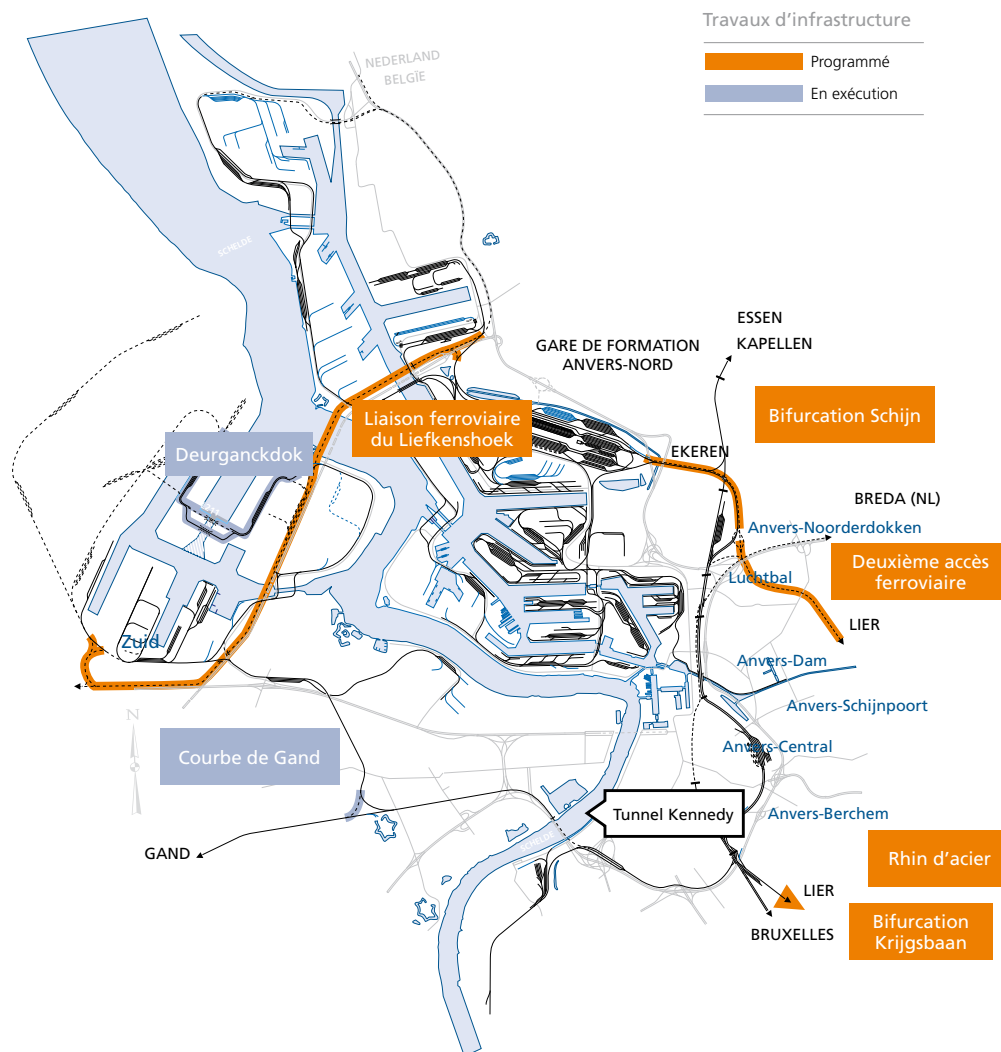 Travaux d'infrastructure
Programmé
En exécution
NEDERLAND
BELGÏE
SCHELDE
ESSEN
KAPELLEN
GARE DE FORMATION
ANVERS-NORD
Bifurcation Schijn
Liaison ferroviaire
du Liefkenshoek
Deurganckdok
EKEREN
BREDA (NL)
Anvers-Noorderdokken
Deuxième accès
ferroviaire
Luchtbal
LIER
Zuid
Anvers-Dam
Anvers-Schijnpoort
N
Anvers-Central
Courbe de Gand
Tunnel Kennedy
Anvers-Berchem
SCHELDE
GAND
Rhin d'acier
LIER
BRUXELLES
Bifurcation
Krijgsbaan